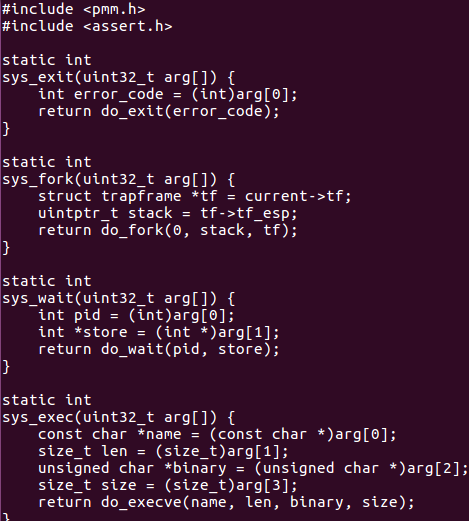 #include <pmm.h>
#include <assert.h>

static int
sys_exit(uint32_t arg[]) {
    int error_code = (int)arg[0];
    return do_exit(error_code);
}

static int
sys_fork(uint32_t arg[]) {
    struct trapframe *tf = current->tf;
    uintptr_t stack = tf->tf_esp;
    return do_fork(0, stack, tf);
}

static int
sys_wait(uint32_t arg[]) {
    int pid = (int)arg[0];
    int *store = (int *)arg[1];
    return do_wait(pid, store);
}

static int
sys_exec(uint32_t arg[]) {
    const char *name = (const char *)arg[0];
    size_t len = (size_t)arg[1];
    unsigned char *binary = (unsigned char *)arg[2];
    size_t size = (size_t)arg[3];
    return do_execve(name, len, binary, size);
}